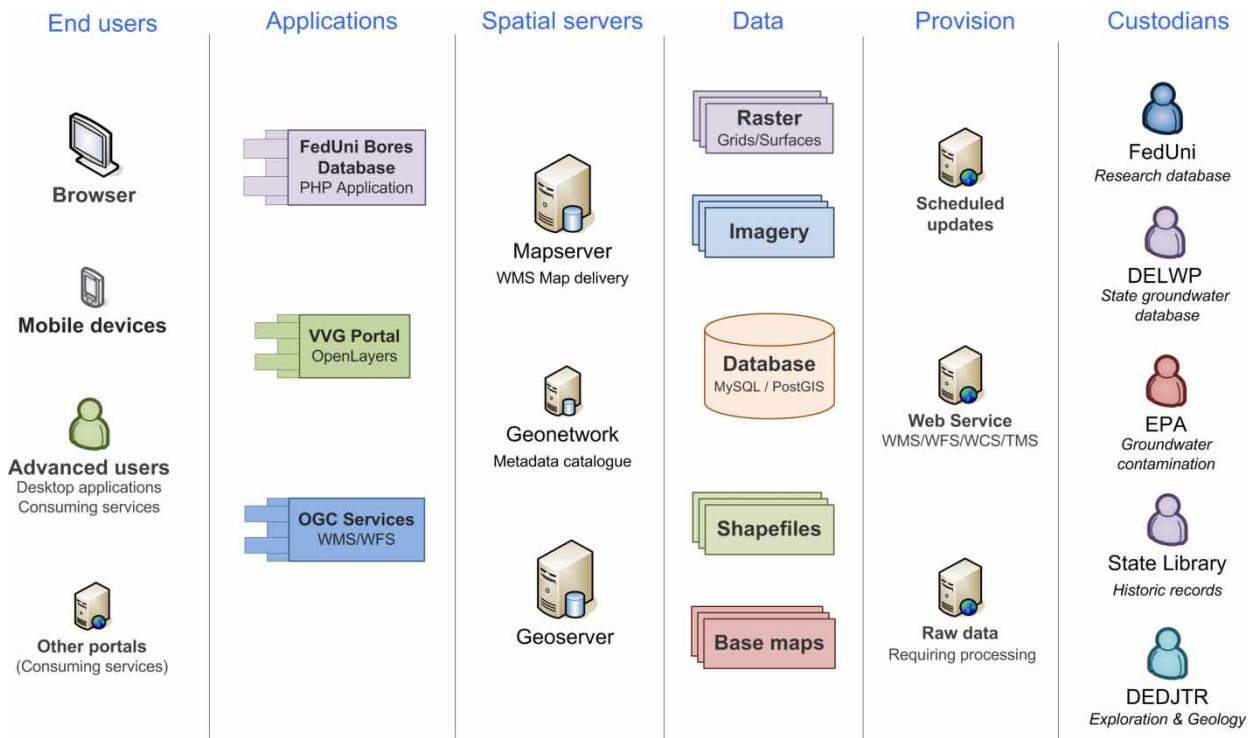 End users
Applications
Spatial servers
Data
Provision
Custodians
Browser
Mobile devices
Advanced users
Desktop applications
Consuming services
Other portals
(Consuming services)
FedUni Bores
Database
PHP Application
VVG Portal
OpenLayers
OGC Services
WMS/WFS
Mapserver
WMS Map delivery
Geonetwork
Metadata catalogue
Geoserver
Raster
Grids/Surfaces
Imagery
Database
MySQL / PostGIS
Shapefiles
Base maps
Scheduled
updates
Web Service
WMS/WFS/WCS/TMS
Raw data
Requiring processing
FedUni
Research database
DELWP
State groundwater
database
EPA
Groundwater
contamination
State Library
Historic records
DEDJTR
Exploration & Geology